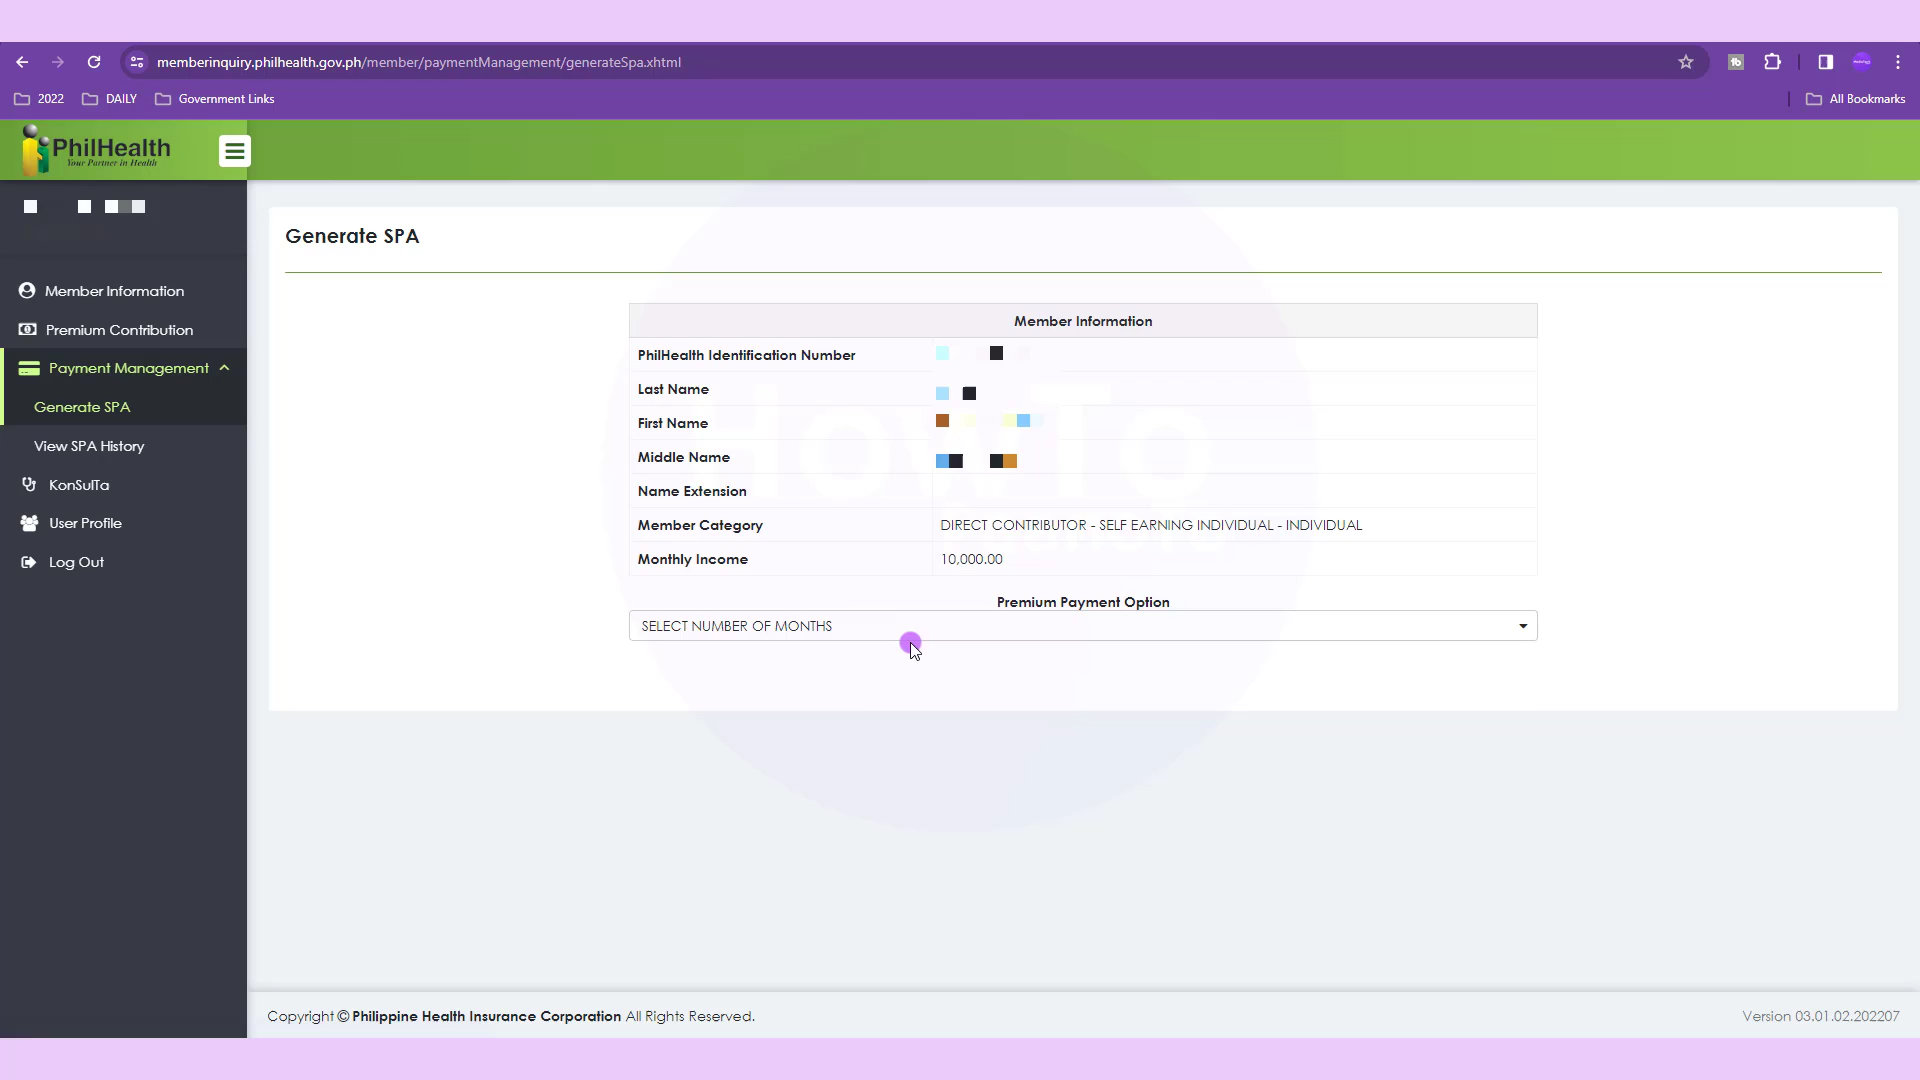 memberinquiry.philhealth.gov.ph/member/paymentManagement/generateSpa.xhtml
2022 DAILY Government Links All Bookmarks
PhilHealth
Your Partner in Health
Generate SPA
Member Information
Premium Contribution
Payment Management
Generate SPA
View SPA History
KonSulTa
User Profile
Log Out
Member Information
PhilHealth Identification Number
Last Name
First Name
Middle Name
Name Extension
Member Category DIRECT CONTRIBUTOR - SELF EARNING INDIVIDUAL - INDIVIDUAL
Monthly Income 10,000.00
Premium Payment Option
SELECT NUMBER OF MONTHS
HowTo
Copyright © Philippine Health Insurance Corporation All Rights Reserved.
Version 03.01.02.202207